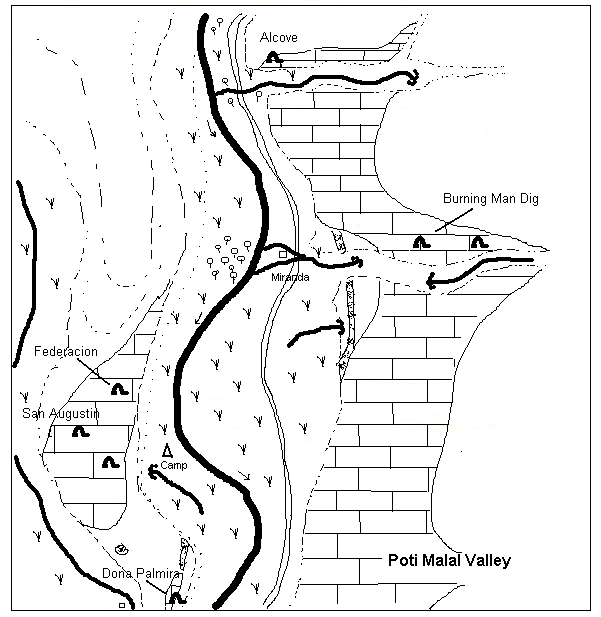 Alcove
Burning Man Dig
Miranda
Federacion
San Augustin
Camp
Poti Malal Valley
Dona Palmira